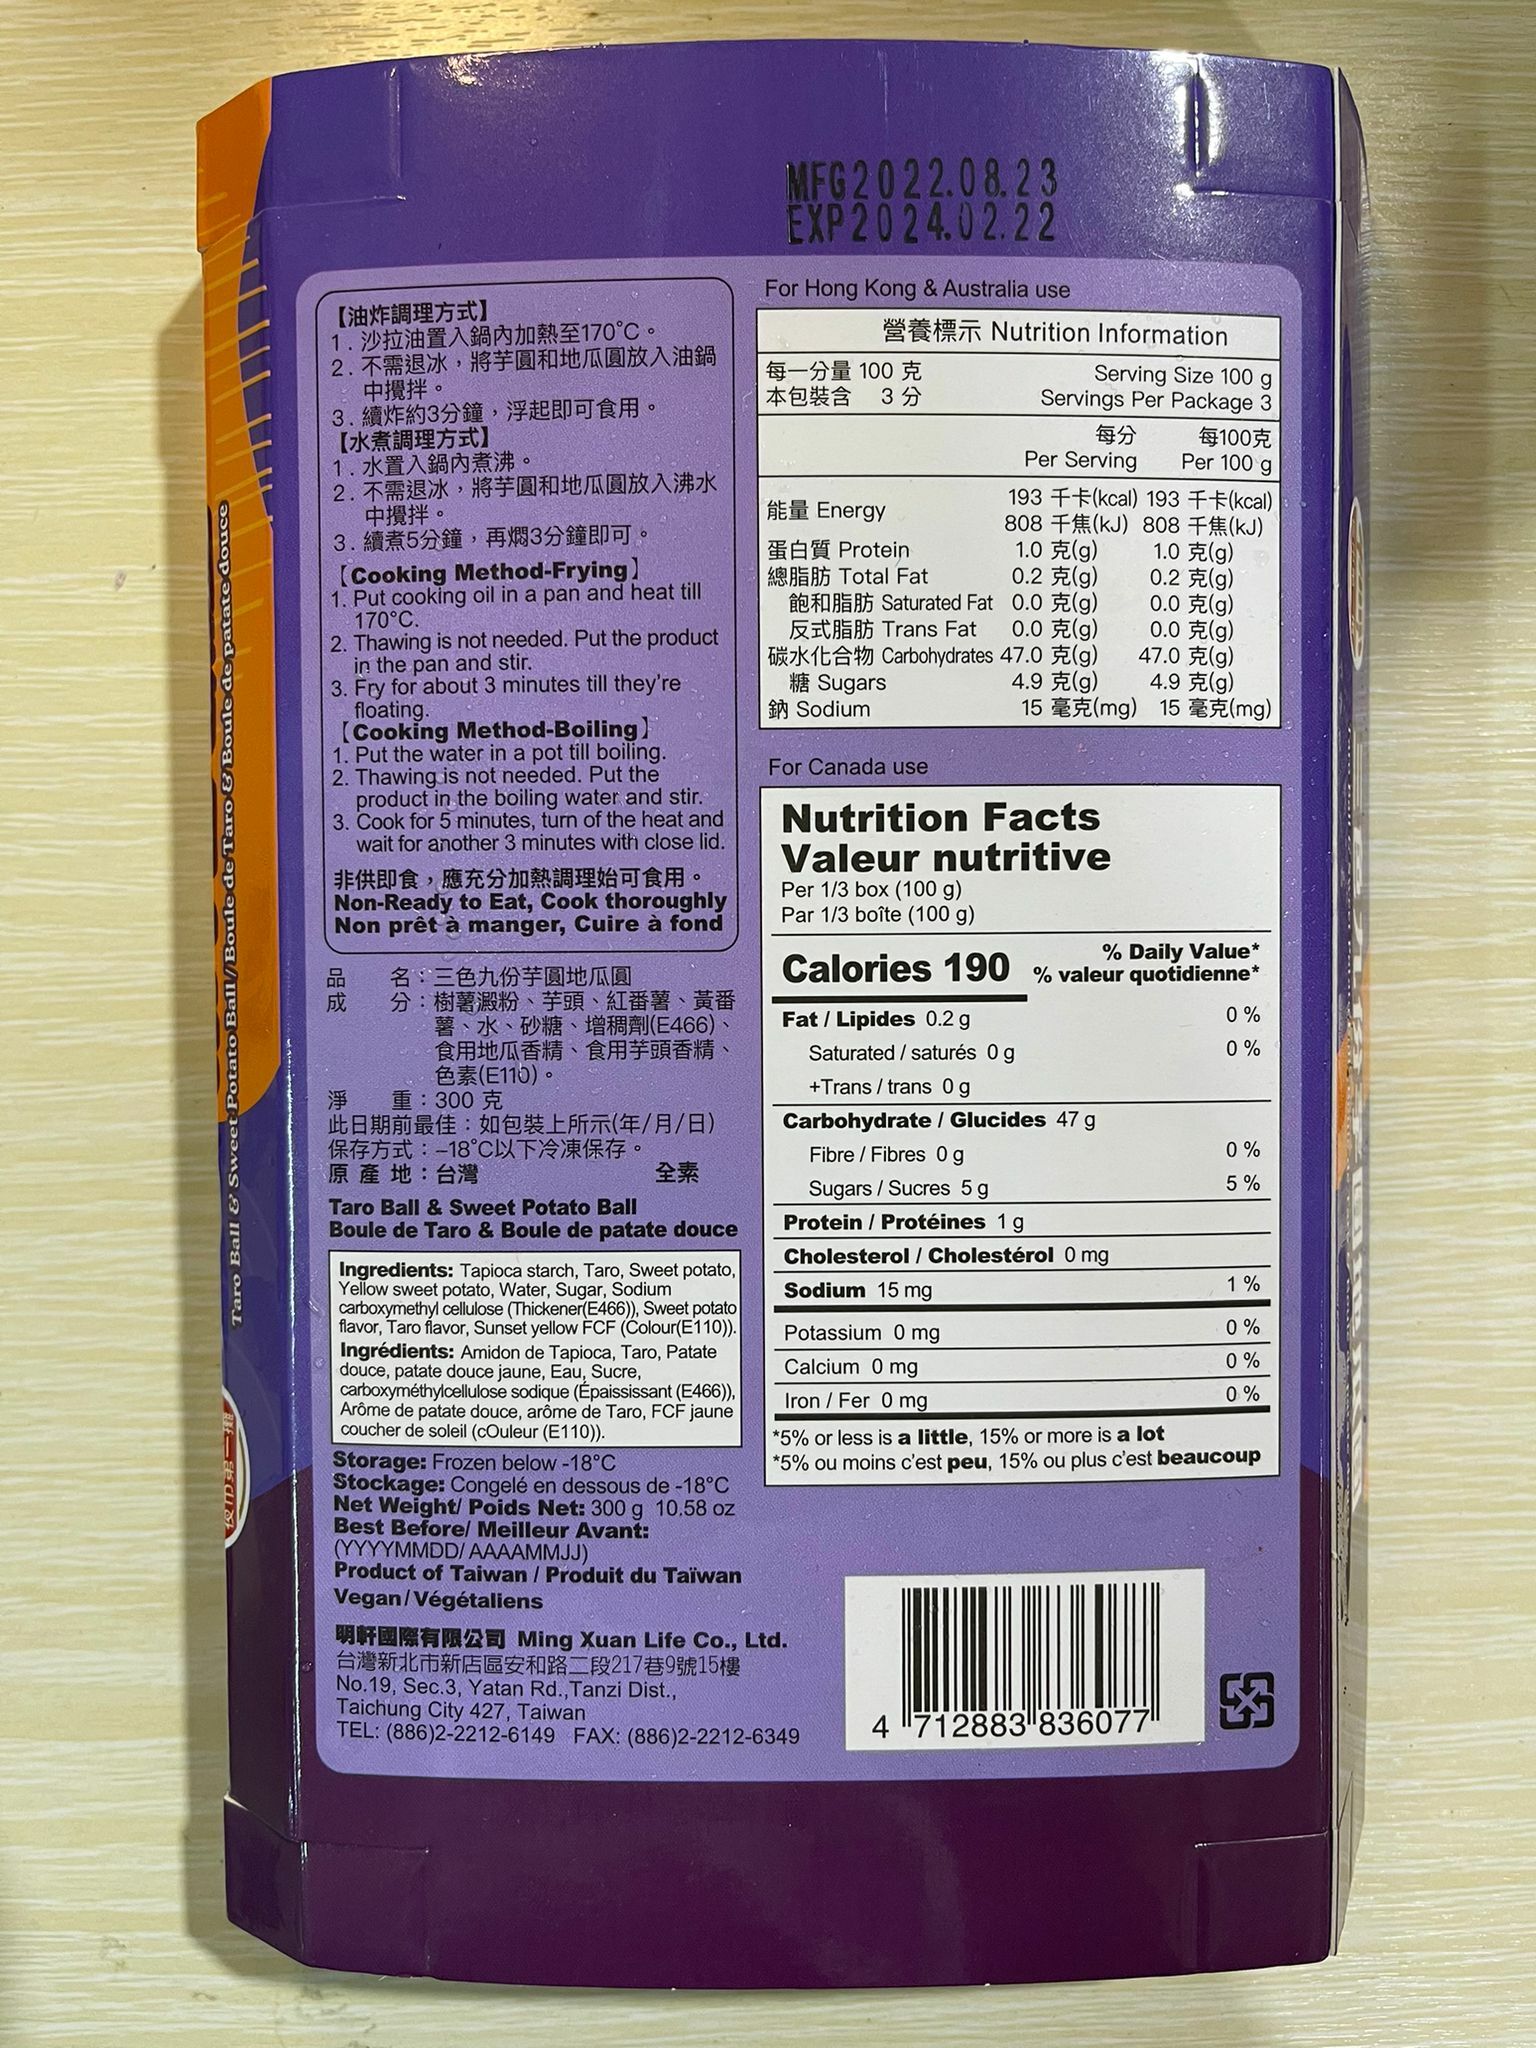 MFG2022.08.23
EXP2024.02.22
【油炸調理方式】
1. 沙拉油置入鍋內加熱至170°C。
2. 不需退冰，將芋圓和地瓜圓放入油鍋
中攪拌。
3. 續炸約3分鐘，浮起即可食用。
【水煮調理方式】
1. 水置入鍋內煮沸。
2. 不需退冰，將芋圓和地瓜圓放入沸水
中攪拌。
3. 續煮5分鐘，再燜3分鐘即可。
【Cooking Method-Frying】
1. Put cooking oil in a pan and heat till
170°C.
2. Thawing is not needed. Put the product
in the pan and stir.
3. Fry for about 3 minutes till they're
floating.
【Cooking Method-Boiling】
1. Put the water in a pot till boiling.
2. Thawing is not needed. Put the
product in the boiling water and stir.
3. Cook for 5 minutes, turn of the heat and
wait for another 3 minutes with close lid.
非供即食，應充分加熱調理始可食用。
Non-Ready to Eat, Cook thoroughly
Non prêt à manger, Cuire à fond
品 名：三色九份芋圓地瓜圓
成 分：樹薯澱粉、芋頭、紅番薯、黃番
薯、水、砂糖、增稠劑(E466)、
食用地瓜香精、食用芋頭香精、
色素(E110)。
淨 重：300 克
此日期前最佳：如包裝上所示(年/月/日)
保存方式：-18°C以下冷凍保存。
原 產 地：台灣 全素
Taro Ball & Sweet Potato Ball
Boule de Taro & Boule de patate douce
Ingredients: Tapioca starch, Taro, Sweet potato,
Yellow sweet potato, Water, Sugar, Sodium
carboxymethyl cellulose (Thickener(E466)), Sweet potato
flavor, Taro flavor, Sunset yellow FCF (Colour(E110)).
Ingrédients: Amidon de Tapioca, Taro, Patate
douce, patate douce jaune, Eau, Sucre,
carboxyméthylcellulose sodique (Épaississant (E466)),
Arôme de patate douce, arôme de Taro, FCF jaune
coucher de soleil (cOuleur (E110)).
Storage: Frozen below -18°C
Stockage: Congelé en dessous de -18°C
Net Weight/ Poids Net: 300 g 10.58 oz
Best Before/ Meilleur Avant:
(YYYYMMDD/ AAAAMMJJ)
Product of Taiwan / Produit du Taïwan
Vegan/Végétaliens
明軒國際有限公司 Ming Xuan Life Co., Ltd.
台灣新北市新店區安和路二段217巷9號15樓
No.19, Sec.3, Yatan Rd.,Tanzi Dist.,
Taichung City 427, Taiwan
TEL: (886)2-2212-6149 FAX: (886)2-2212-6349
For Hong Kong & Australia use
營養標示 Nutrition Information
每一分量 100 克 Serving Size 100 g
本包裝含 3 分 Servings Per Package 3
每分 每100克
Per Serving Per 100 g
能量 Energy 193 千卡(kcal) 193 千卡(kcal)
808 千焦(kJ) 808 千焦(kJ)
蛋白質 Protein 1.0 克(g) 1.0 克(g)
總脂肪 Total Fat 0.2 克(g) 0.2 克(g)
飽和脂肪 Saturated Fat 0.0 克(g) 0.0 克(g)
反式脂肪 Trans Fat 0.0 克(g) 0.0 克(g)
碳水化合物 Carbohydrates 47.0 克(g) 47.0 克(g)
糖 Sugars 4.9 克(g) 4.9 克(g)
鈉 Sodium 15 毫克(mg) 15 毫克(mg)
For Canada use
Nutrition Facts
Valeur nutritive
Per 1/3 box (100 g)
Par 1/3 boîte (100 g)
Calories 190
% Daily Value*
% valeur quotidienne*
Fat / Lipides 0.2 g 0 %
Saturated / saturés 0 g 0 %
+Trans / trans 0 g
Carbohydrate / Glucides 47 g
Fibre / Fibres 0 g 0 %
Sugars / Sucres 5 g 5 %
Protein / Protéines 1 g
Cholesterol / Cholestérol 0 mg
Sodium 15 mg 1 %
Potassium 0 mg 0 %
Calcium 0 mg 0 %
Iron / Fer 0 mg 0 %
*5% or less is a little, 15% or more is a lot
*5% ou moins c'est peu, 15% ou plus c'est beaucoup
4 712883 836077
Taro Ball & Sweet Potato Ball / Boule de Taro & Boule de patate douce